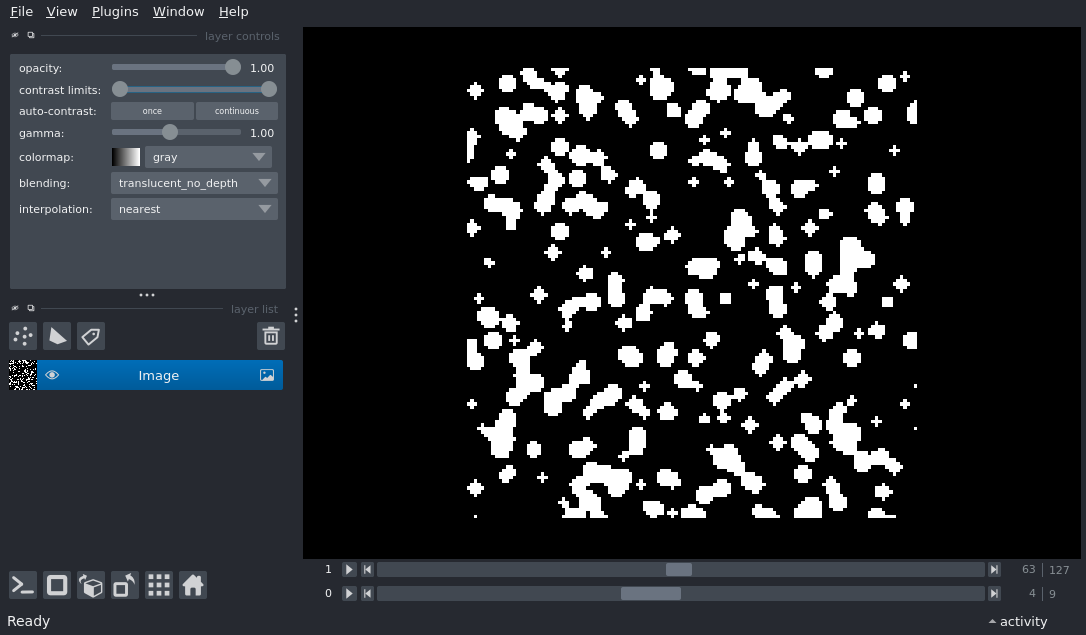 File View Plugins Window Help
layer controls
opacity: 1.00
contrast limits:
auto-contrast: once continuous
gamma: 1.00
colormap: gray
blending: translucent_no_depth
interpolation: nearest
layer list
Image
1 63 127
0 4 9
Ready activity